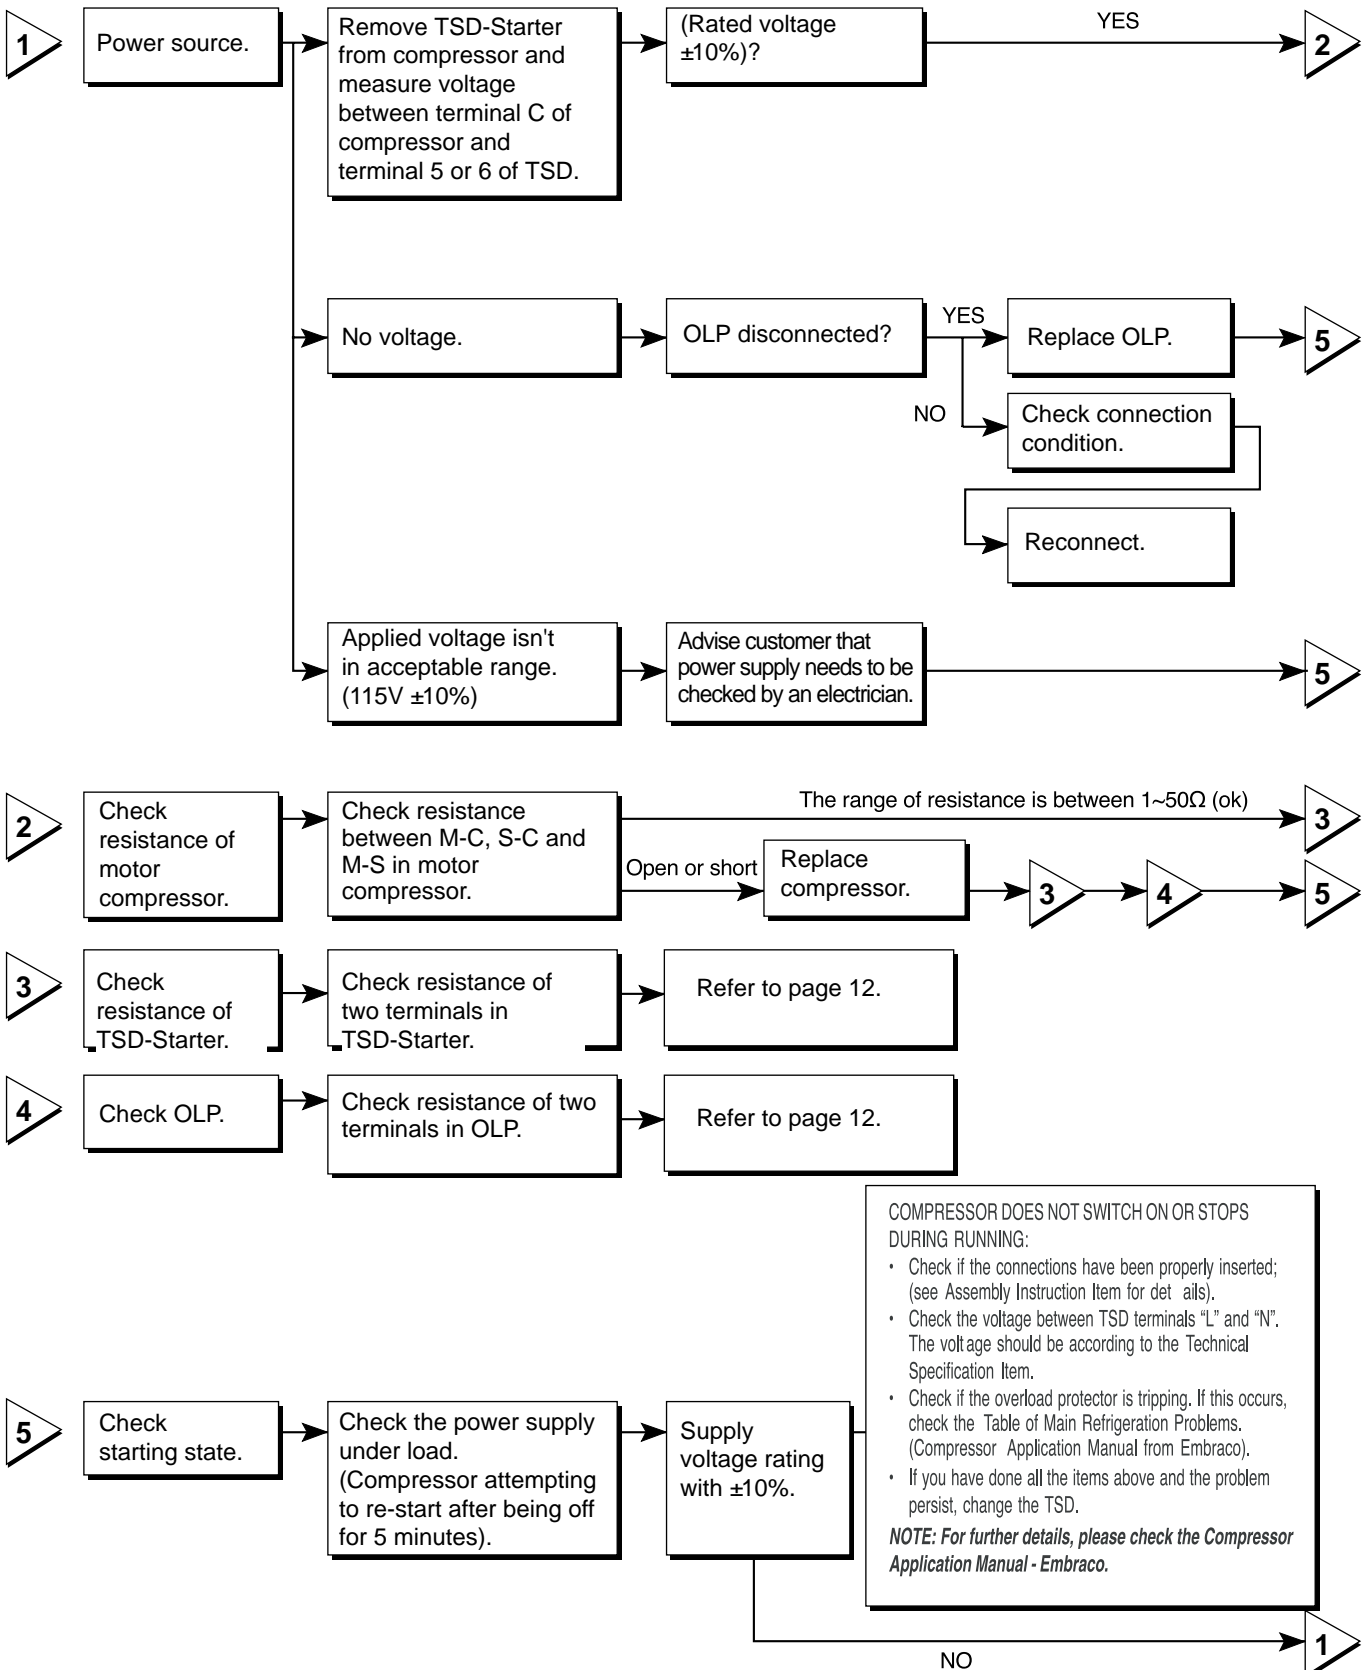 1
Power source.
Remove TSD-Starter
from compressor and
measure voltage
between terminal C of
compressor and
terminal 5 or 6 of TSD.
(Rated voltage
±10%)?
YES
2
No voltage.
OLP disconnected?
YES
Replace OLP.
5
NO
Check connection
condition.
Reconnect.
Applied voltage isn't
in acceptable range.
(115V ±10%)
Advise customer that
power supply needs to be
checked by an electrician.
5
2
Check
resistance of
motor
compressor.
Check resistance
between M-C, S-C and
M-S in motor
compressor.
The range of resistance is between 1~50Ω (ok)
3
Open or short
Replace
compressor.
3
4
5
3
Check
resistance of
TSD-Starter.
Check resistance of
two terminals in
TSD-Starter.
Refer to page 12.
4
Check OLP.
Check resistance of two
terminals in OLP.
Refer to page 12.
5
Check
starting state.
Check the power supply
under load.
(Compressor attempting
to re-start after being off
for 5 minutes).
Supply
voltage rating
with ±10%.
COMPRESSOR DOES NOT SWITCH ON OR STOPS
DURING RUNNING:
• Check if the connections have been properly inserted;
(see Assembly Instruction Item for det ails).
• Check the voltage between TSD terminals “L” and “N”.
The volt age should be according to the Technical
Specification Item.
• Check if the overload protector is tripping. If this occurs,
check the Table of Main Refrigeration Problems.
(Compressor Application Manual from Embraco).
• If you have done all the items above and the problem
persist, change the TSD.
NOTE: For further details, please check the Compressor
Application Manual - Embraco.
NO
1